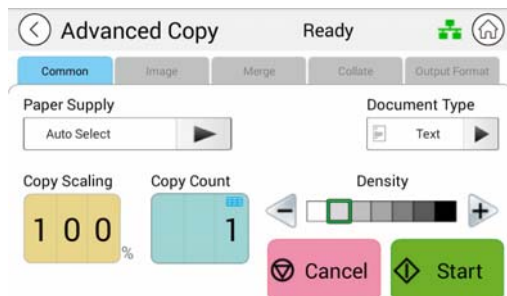 Advanced Copy Ready
Common Image Merge Collate Output Format
Paper Supply Document Type
Auto Select Text
Copy Scaling Copy Count Density
100 % 1
Cancel Start